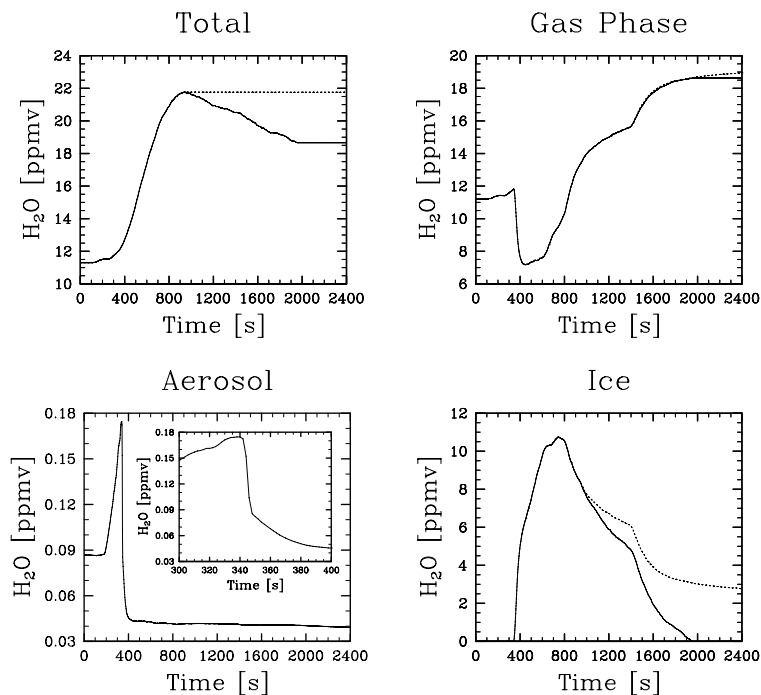 Total
Gas Phase
24
22
20
18
16
14
12
10
H₂O [ppmv]
0 400 800 1200 1600 2000 2400
Time [s]
20
18
16
14
12
10
8
6
H₂O [ppmv]
0 400 800 1200 1600 2000 2400
Time [s]
Aerosol
Ice
0.18
0.15
0.12
0.09
0.06
0.03
H₂O [ppmv]
0 400 800 1200 1600 2000 2400
Time [s]
0.18
0.15
0.12
0.09
0.06
0.03
H₂O [ppmv]
300 320 340 360 380 400
Time [s]
12
10
8
6
4
2
0
H₂O [ppmv]
0 400 800 1200 1600 2000 2400
Time [s]